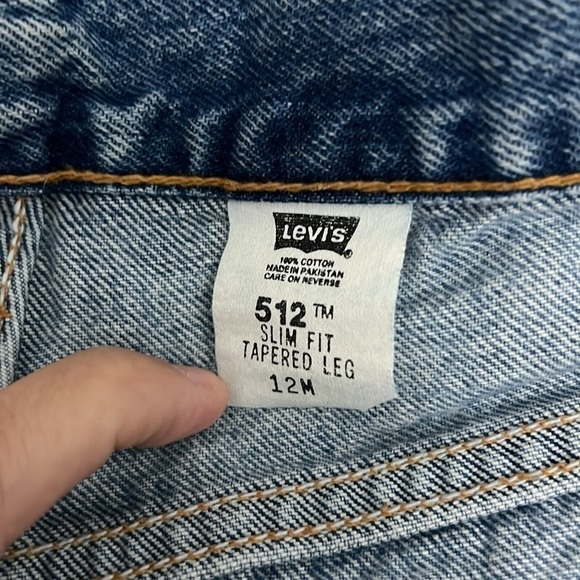 Levi's
100% COTTON
MADE IN PAKISTAN
CARE ON REVERSE
512™
SLIM FIT
TAPERED LEG
12M